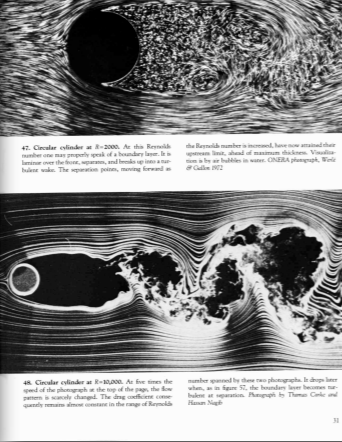 47. Circular cylinder at R=2000. At this Reynolds
number one may properly speak of a boundary layer. It is
laminar over the front, separates, and breaks up into a tur-
bulent wake. The separation points, moving forward as
the Reynolds number is increased, have now attained their
upstream limit, ahead of maximum thickness. Visualiza-
tion is by air bubbles in water. ONERA photograph, Werlé
& Gallon 1972
48. Circular cylinder at R=10,000. At five times the
speed of the photograph at the top of the page, the flow
pattern is scarcely changed. The drag coefficient conse-
quently remains almost constant in the range of Reynolds
number spanned by these two photographs. It drops later
when, as in figure 57, the boundary layer becomes tur-
bulent at separation. Photograph by Thomas Corke and
Hassan Nagib
31